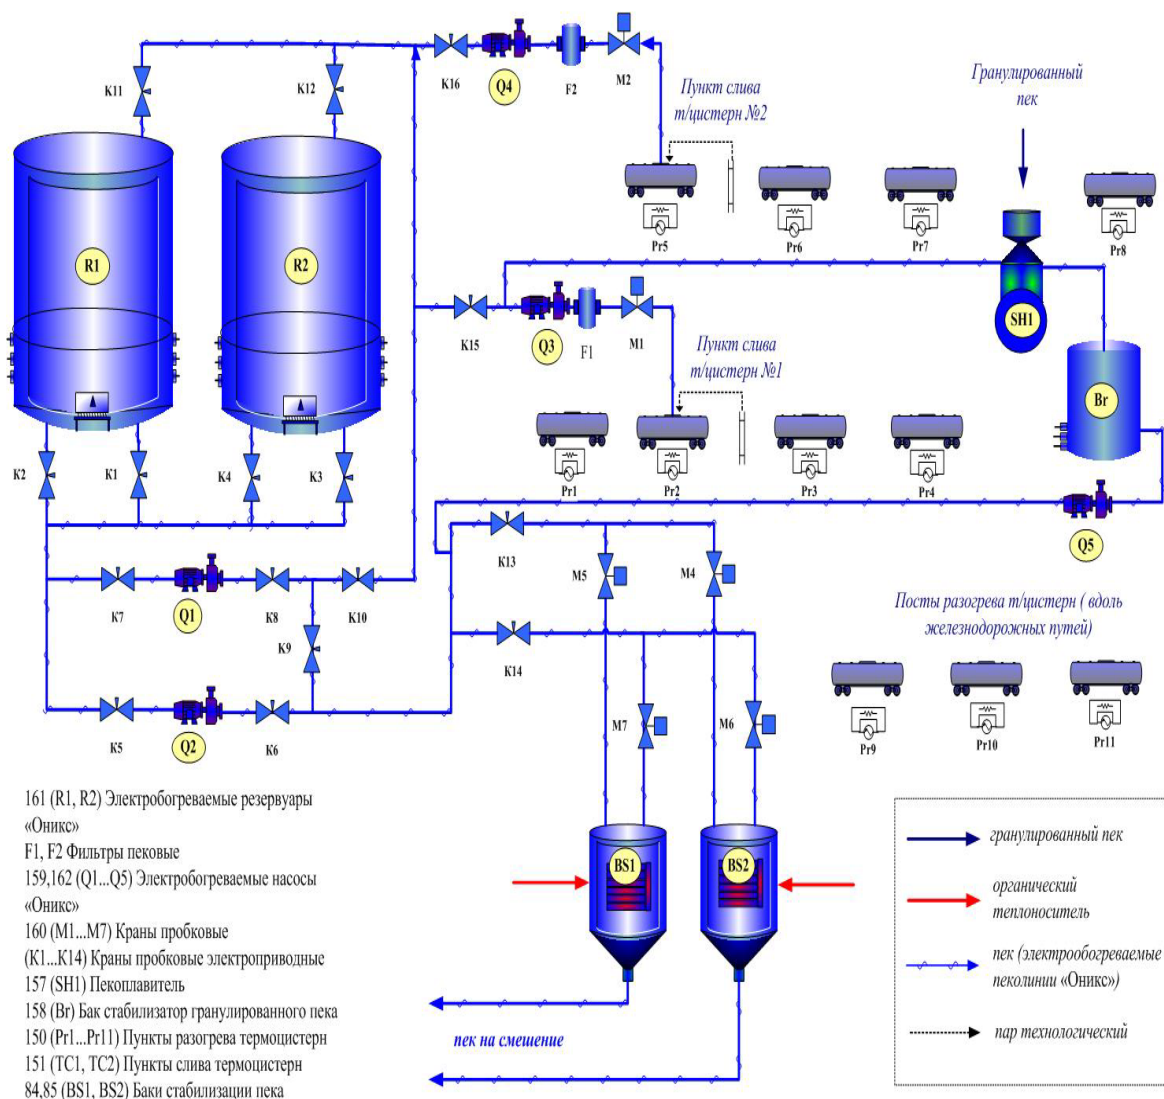 K11
K12
K16
Q4
F2
M2
Гранулированный
пек
Пункт слива
т/цистерн №2
R1
R2
Pr5
Pr6
Pr7
Pr8
K15
Q3
F1
M1
SH1
Пункт слива
т/цистерн №1
Br
K2
K1
K4
K3
Pr1
Pr2
Pr3
Pr4
Q5
K13
M5
M4
K7
Q1
K8
K10
K9
K14
Посты разогрева т/цистерн ( вдоль
железнодорожных путей)
K5
Q2
K6
M7
M6
Pr9
Pr10
Pr11
161 (R1, R2) Электробогреваемые резервуары
«Оникс»
F1, F2 Фильтры пековые
159,162 (Q1...Q5) Электробогреваемые насосы
«Оникс»
160 (М1...М7) Краны пробковые
(К1...К14) Краны пробковые электроприводные
157 (SH1) Пекоплавитель
158 (Br) Бак стабилизатор гранулированного пека
150 (Pr1...Pr11) Пункты разогрева термоцистерн
151 (ТС1, ТС2) Пункты слива термоцистерн
84,85 (BS1, BS2) Баки стабилизации пека
BS1
BS2
пек на смешение
гранулированный пек
органический
теплоноситель
пек (электрообогреваемые
пеколинии «Оникс»)
пар технологический